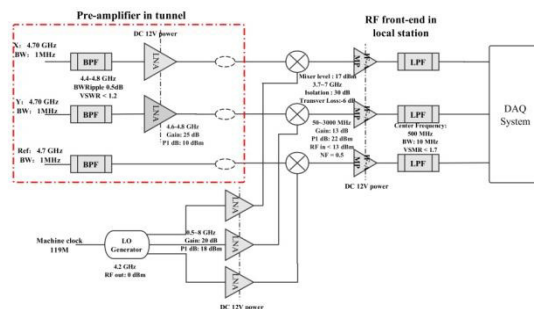 Pre-amplifier in tunnel
RF front-end in
local station
DC 12V power
X: 4.70 GHz
BW: 1MHz
BPF
LNA
4.4-4.8 GHz
BWRipple 0.5dB
VSWR < 1.2
Mixer level : 17 dBm
3.7~7 GHz
Isolation : 30 dB
Transver Loss:~6 dB
LPF
Y: 4.70 GHz
BW: 1MHz
BPF
LNA
4.6-4.8 GHz
Gain: 25 dB
P1 dB: 10 dBm
50~3000 MHz
Gain: 13 dB
P1 dB: 22 dBm
RF in < 13 dBm
NF = 0.5
LPF
Center Frequency:
500 MHz
BW: 10 MHz
VSMR < 1.7
DAQ
System
Ref: 4.7 GHz
BW: 1MHz
BPF
LPF
DC 12V power
Machine clock
119M
LO
Generator
4.2 GHz
RF out: 0 dBm
LNA
0.5~8 GHz
Gain: 20 dB
P1 dB: 18 dBm
LNA
LNA
DC 12V power